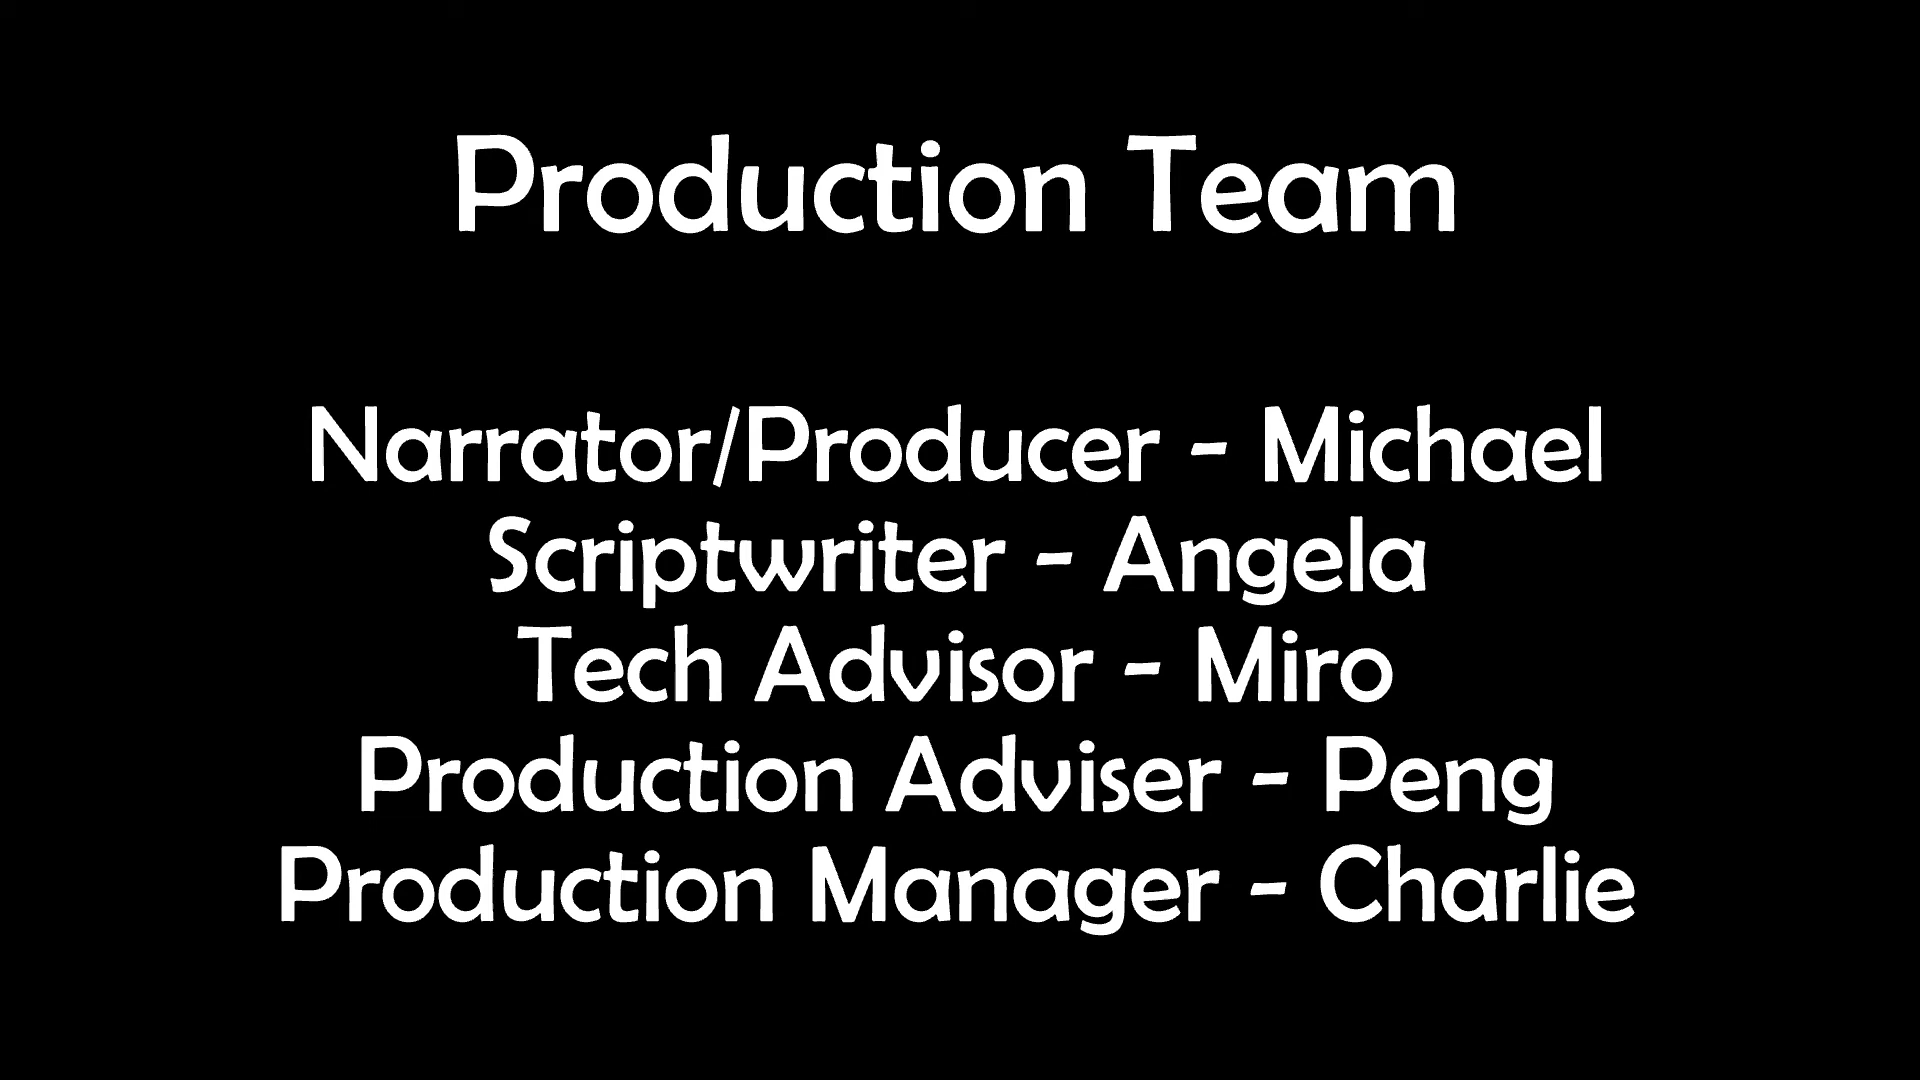 Production Team
Narrator/Producer - Michael
Scriptwriter - Angela
Tech Advisor - Miro
Production Adviser - Peng
Production Manager - Charlie